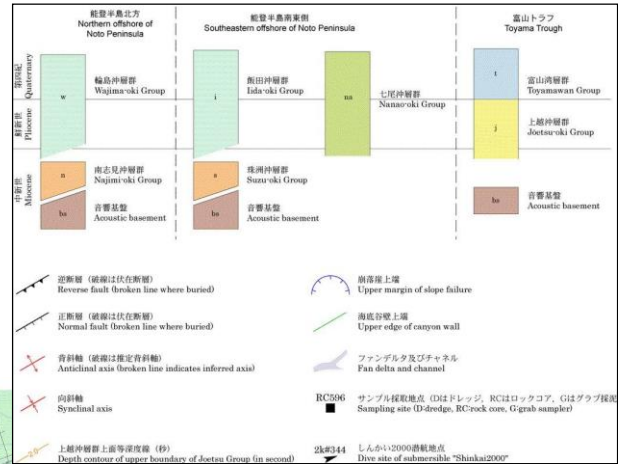 能登半島北方
Northern offshore of
Noto Peninsula
能登半島南東側
Southeastern offshore of Noto Peninsula
富山トラフ
Toyama Trough
第四紀
Quaternary
鮮新世
Pliocene
中新世
Miocene
w
輪島沖層群
Wajima-oki Group
i
飯田沖層群
Iida-oki Group
na
七尾沖層群
Nanao-oki Group
t
富山湾層群
Toyamawan Group
j
上越沖層群
Jōetsu-oki Group
n
南志見沖層群
Najimi-oki Group
s
珠洲沖層群
Suzu-oki Group
bs
音響基盤
Acoustic basement
bs
音響基盤
Acoustic basement
bs
音響基盤
Acoustic basement
逆断層（破線は伏在断層）
Reverse fault (broken line where buried)
正断層（破線は伏在断層）
Normal fault (broken line where buried)
背斜軸（破線は推定背斜軸）
Anticlinal axis (broken line indicates inferred axis)
向斜軸
Synclinal axis
2.0
上越沖層群上面等深度線（秒）
Depth contour of upper boundary of Joetsu Group (in second)
崩落崖上端
Upper margin of slope failure
海底谷壁上端
Upper edge of canyon wall
ファンデルタ及びチャネル
Fan delta and channel
RC596
サンプル採取地点（Dはドレッジ、RCはロックコア、Gはグラブ採泥
Sampling site (D:dredge, RC:rock core, G:grab sampler)
2k#344
しんかい2000潜航地点
Dive site of submersible "Shinkai2000"